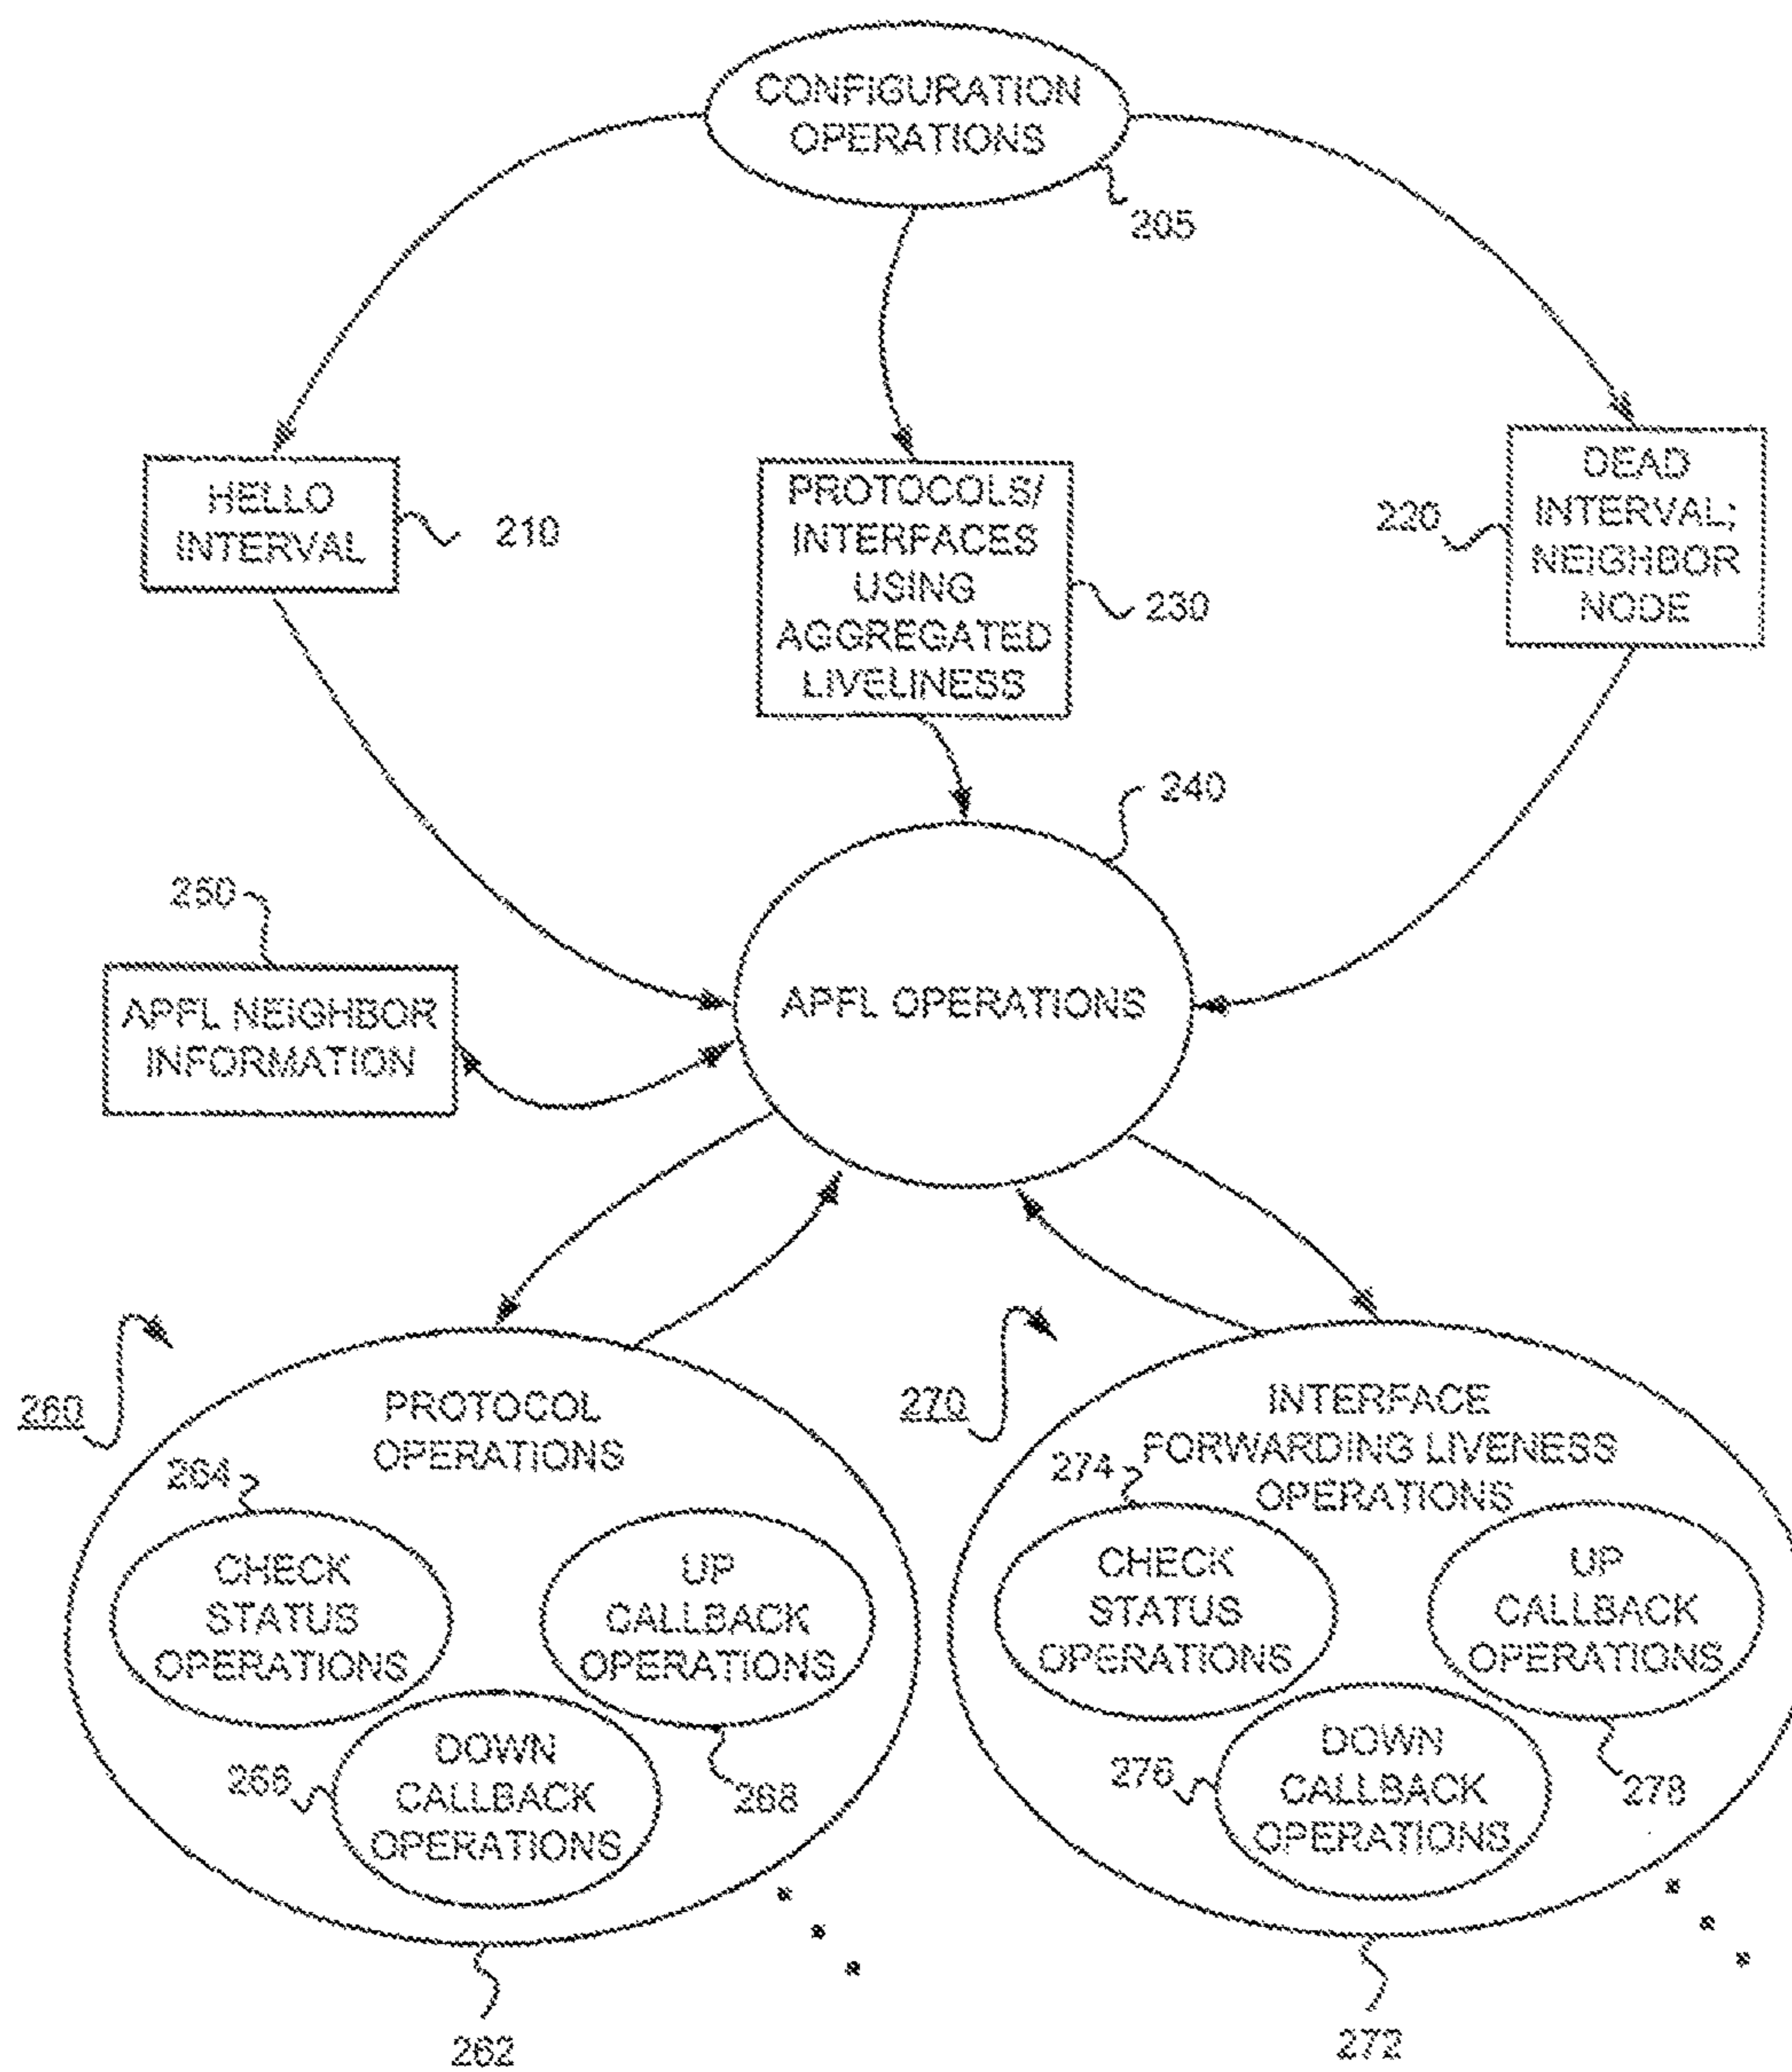 CONFIGURATION
OPERATIONS
205
HELLO
INTERVAL
210
PROTOCOLS/
INTERFACES
USING
AGGREGATED
LIVELINESS
230
220
DEAD
INTERVAL;
NEIGHBOR
NODE
240
250
APFL NEIGHBOR
INFORMATION
APFL OPERATIONS
260
PROTOCOL
OPERATIONS
264
CHECK
STATUS
OPERATIONS
UP
CALLBACK
OPERATIONS
266
DOWN
CALLBACK
OPERATIONS
268
262
270
INTERFACE
FORWARDING LIVENESS
OPERATIONS
274
CHECK
STATUS
OPERATIONS
UP
CALLBACK
OPERATIONS
276
DOWN
CALLBACK
OPERATIONS
278
272